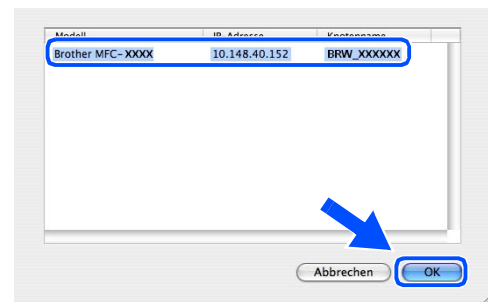 Modell IP-Adresse Knotenname
Brother MFC-XXXX 10.148.40.152 BRW_XXXXXX
Abbrechen OK